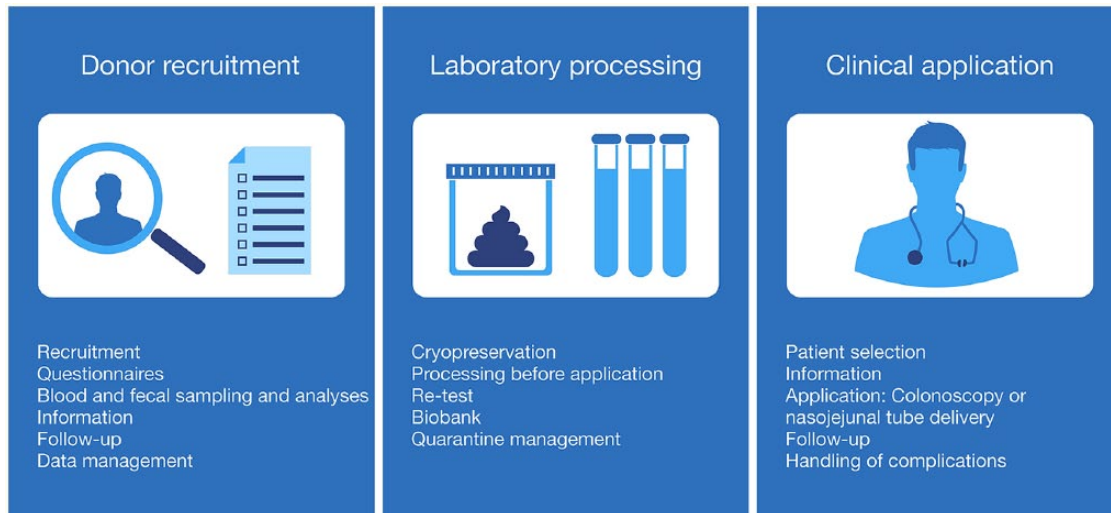 Donor recruitment
Recruitment
Questionnaires
Blood and fecal sampling and analyses
Information
Follow-up
Data management
Laboratory processing
Cryopreservation
Processing before application
Re-test
Biobank
Quarantine management
Clinical application
Patient selection
Information
Application: Colonoscopy or
nasojejunal tube delivery
Follow-up
Handling of complications